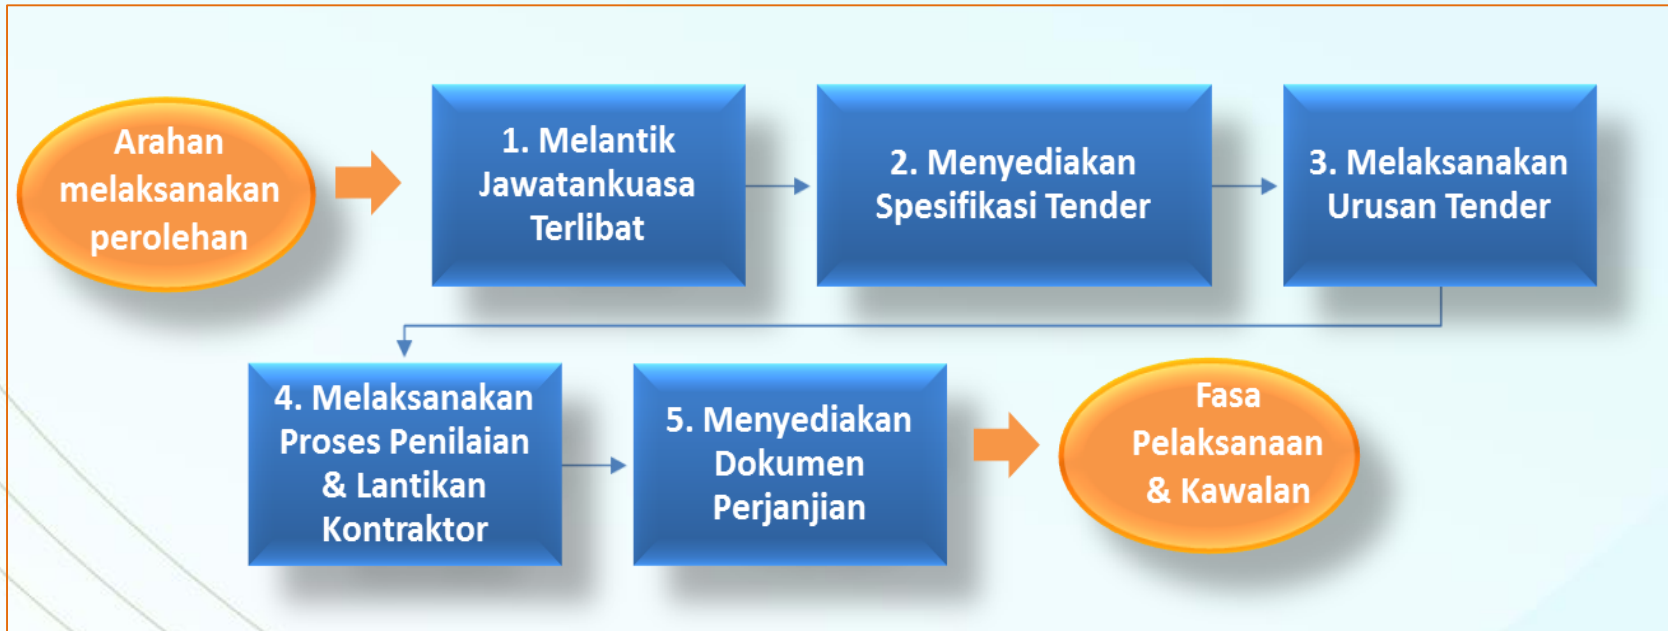 Arahan
melaksanakan
perolehan
1. Melantik
Jawatankuasa
Terlibat
2. Menyediakan
Spesifikasi Tender
3. Melaksanakan
Urusan Tender
4. Melaksanakan
Proses Penilaian
& Lantikan
Kontraktor
5. Menyediakan
Dokumen
Perjanjian
Fasa
Pelaksanaan
& Kawalan